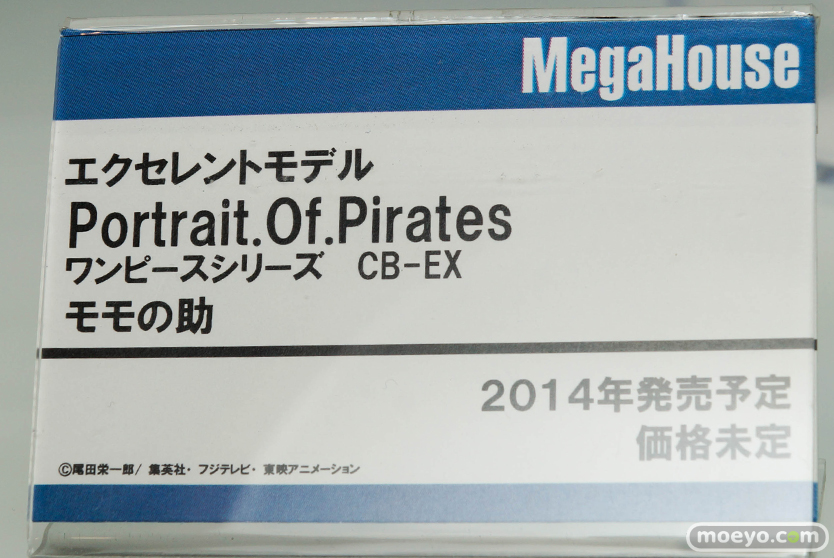 MegaHouse
エクセレントモデル
Portrait.Of.Pirates
ワンピースシリーズ　CB-EX
モモの助
2014年発売予定
価格未定
©尾田栄一郎/ 集英社・フジテレビ・東映アニメーション
moeyo.com